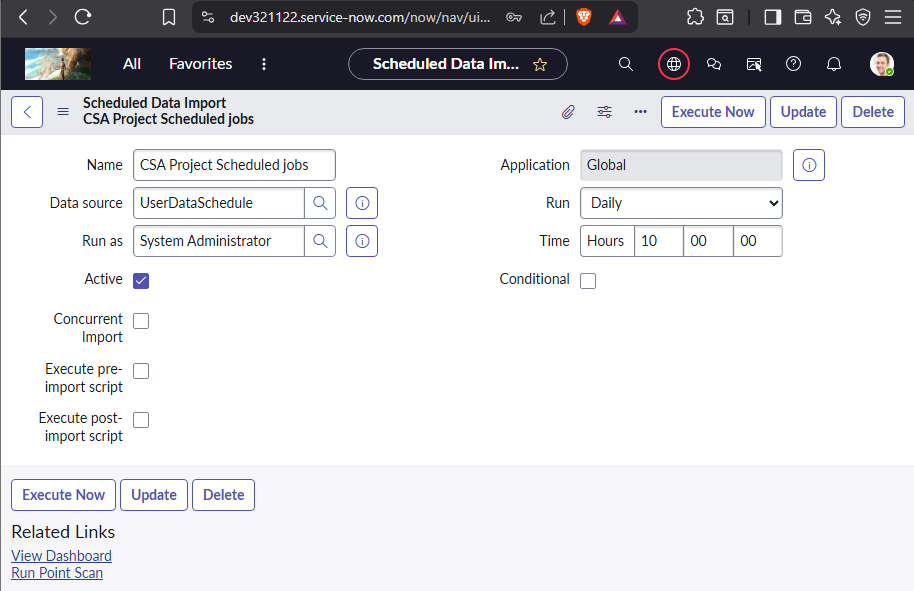 dev321122.service-now.com/now/nav/ui...
All Favorites Scheduled Data Im...
Scheduled Data Import
CSA Project Scheduled jobs
Execute Now Update Delete
Name CSA Project Scheduled jobs Application Global
Data source UserDataSchedule Run Daily
Run as System Administrator Time Hours 10 00 00
Active Conditional
Concurrent
Import
Execute pre-
import script
Execute post-
import script
Execute Now Update Delete
Related Links
View Dashboard
Run Point Scan